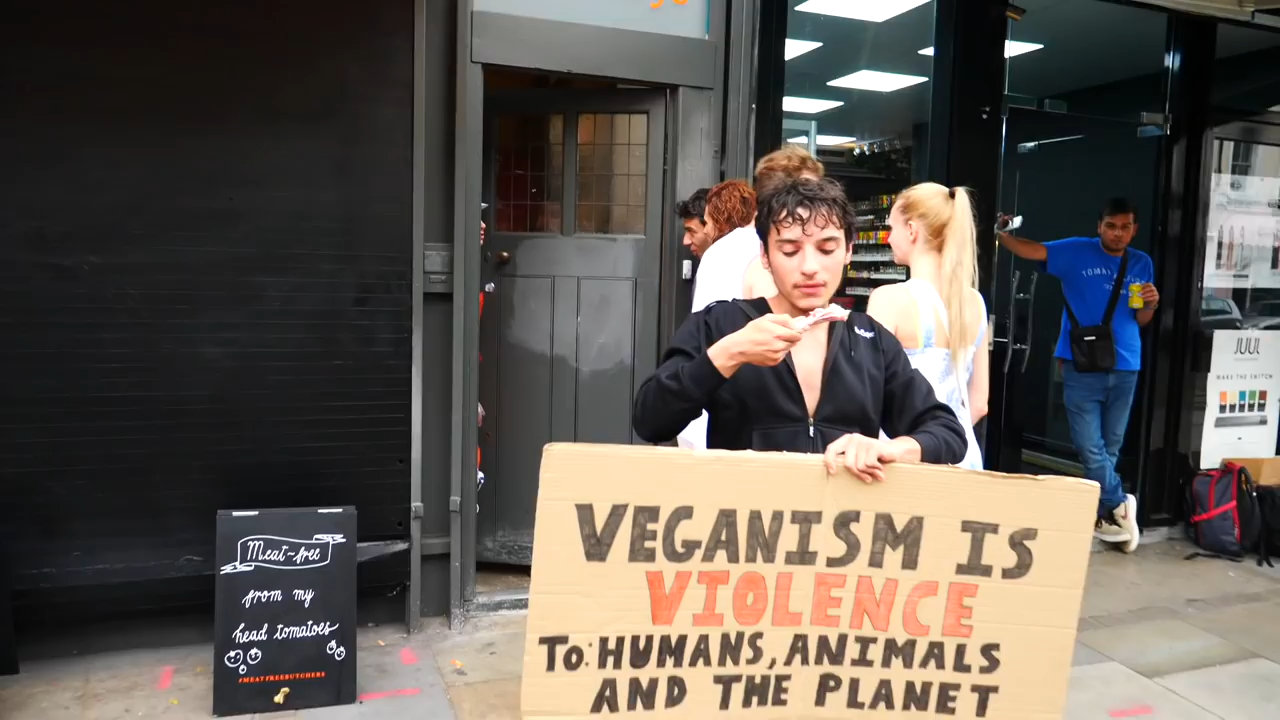 Meat-free
from my
head tomatoes
#MEATFREEBUTCHERS
VEGANISM IS
VIOLENCE
TO: HUMANS, ANIMALS
AND THE PLANET
JUUL
MAKE THE SWITCH